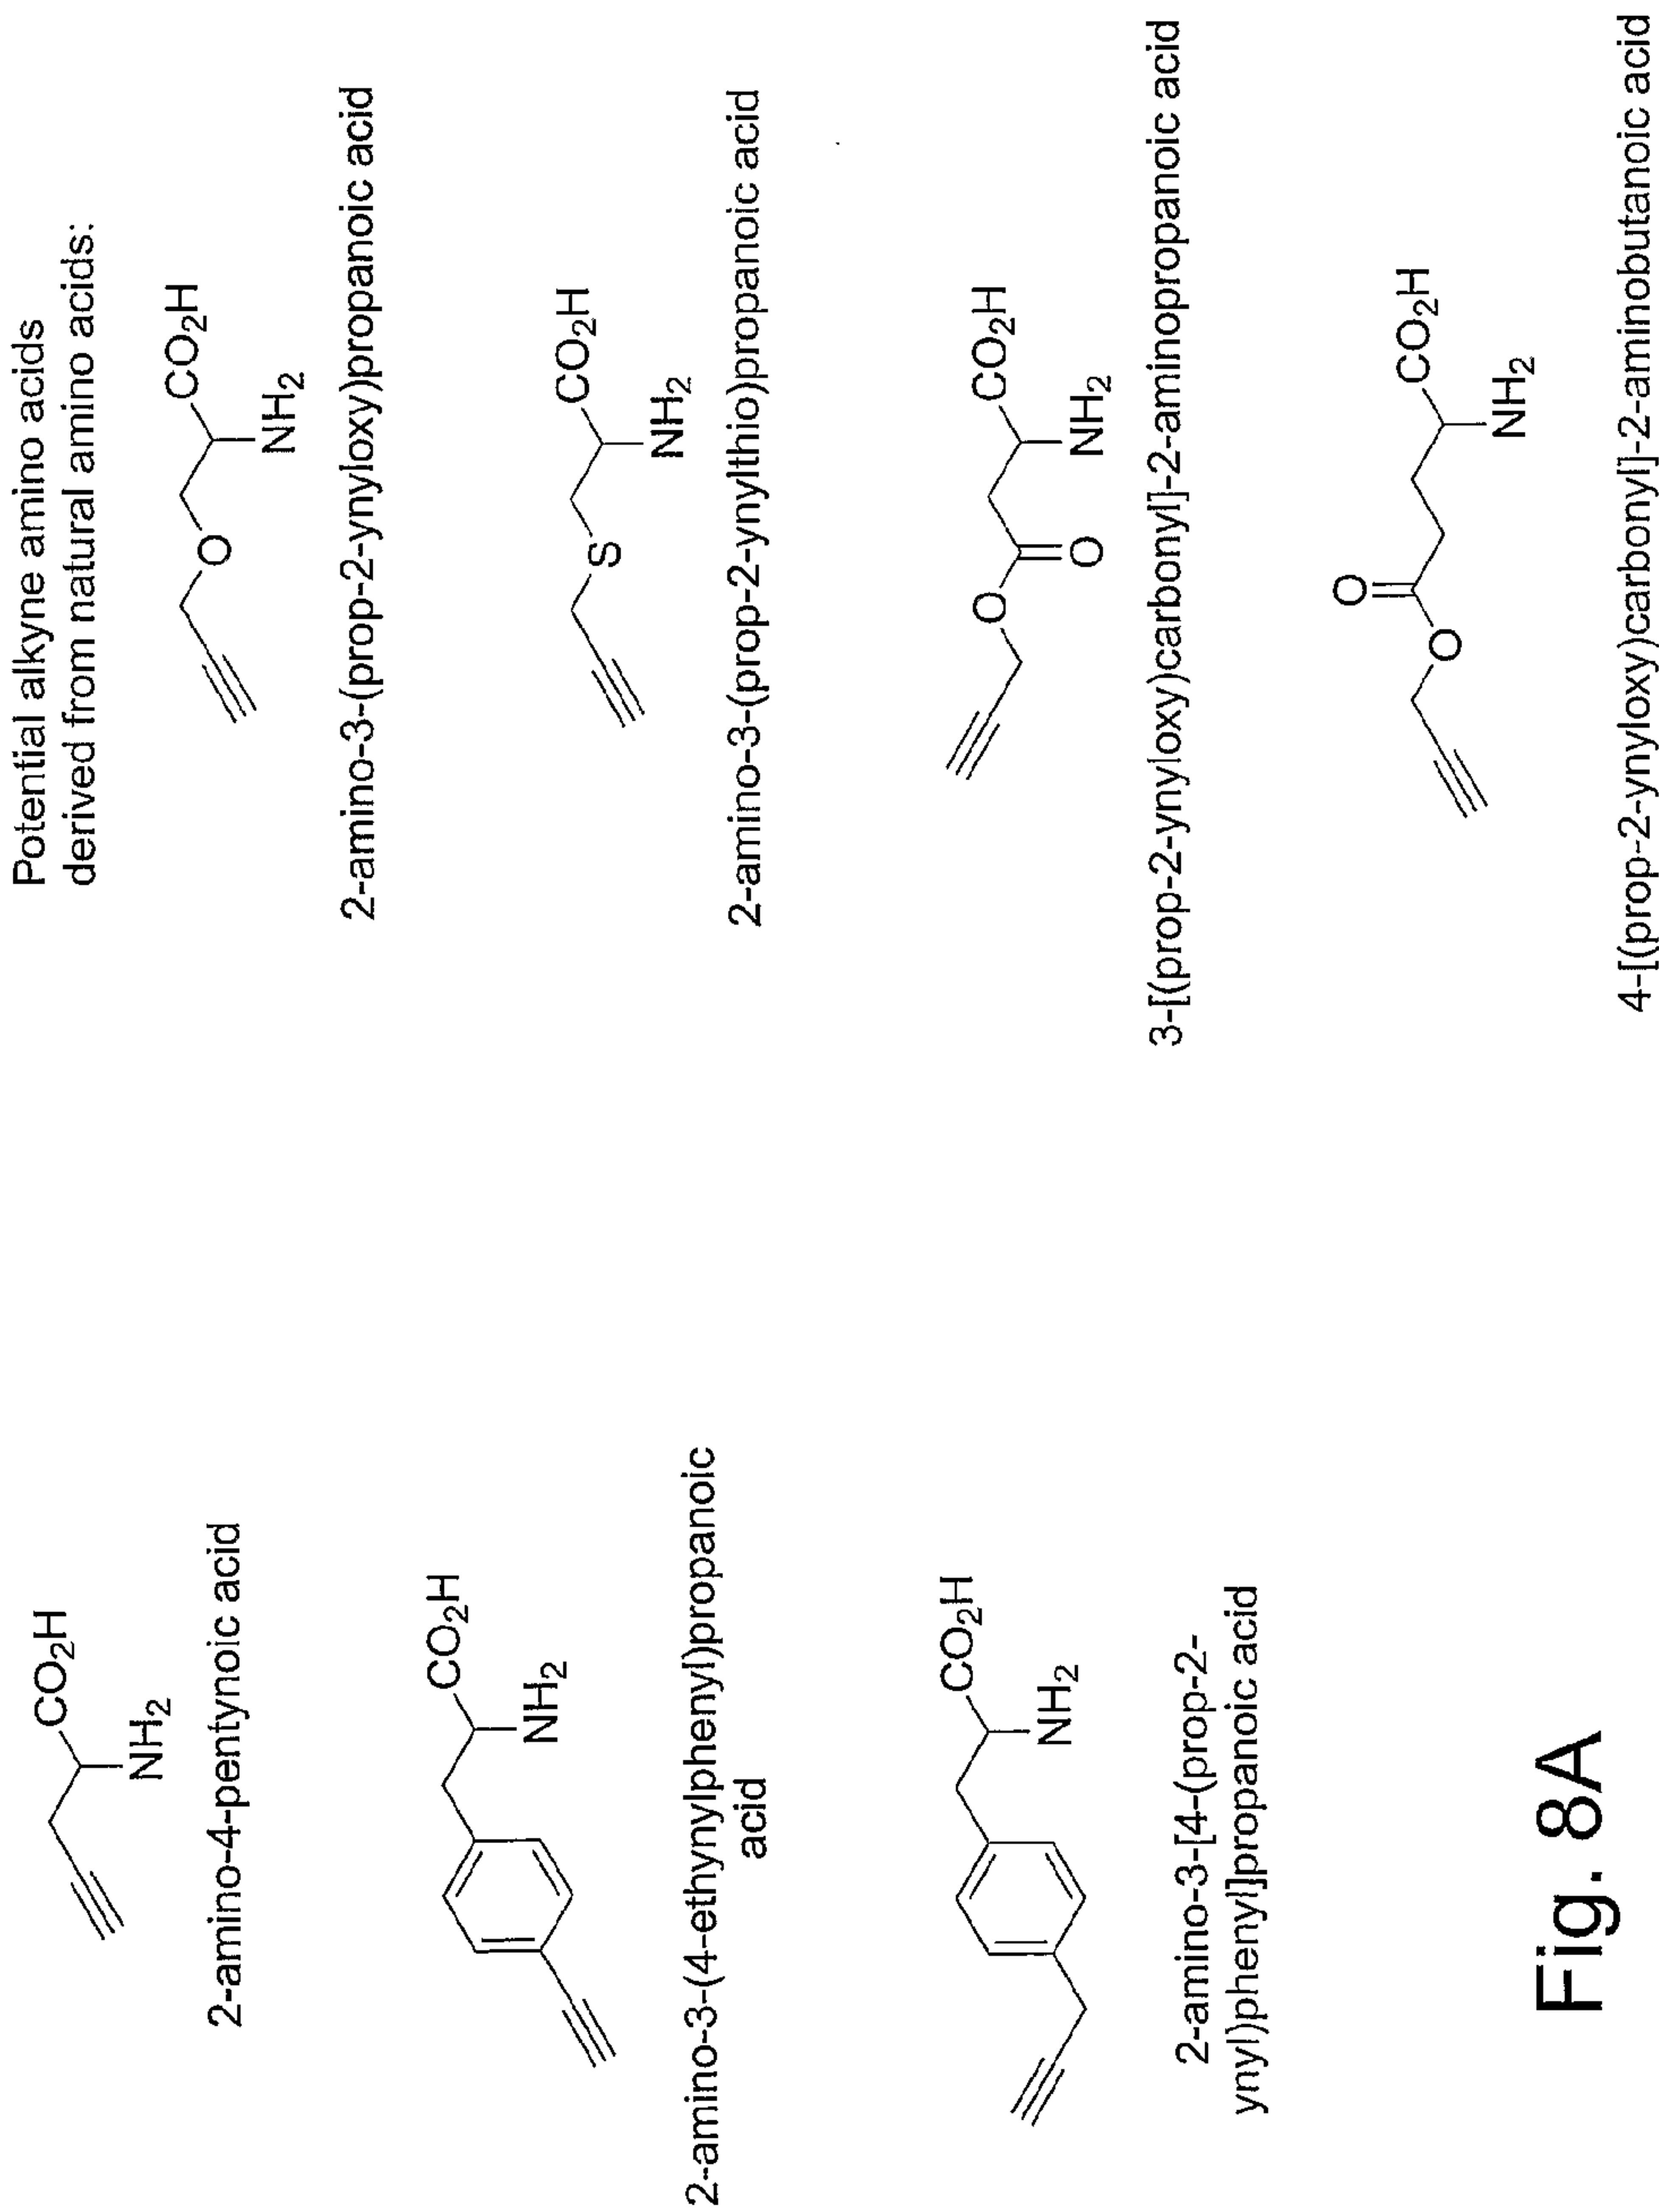 CO2H
NH2
2-amino-4-pentynoic acid
CO2H
NH2
2-amino-3-(4-ethynylphenyl)propanoic
acid
CO2H
NH2
2-amino-3-[4-(prop-2-
ynyl)phenyl]propanoic acid
Potential alkyne amino acids
derived from natural amino acids:
O
CO2H
NH2
2-amino-3-(prop-2-ynyloxy)propanoic acid
S
CO2H
NH2
2-amino-3-(prop-2-ynylthio)propanoic acid
O
O
CO2H
NH2
3-[(prop-2-ynyloxy)carbonyl]-2-aminopropanoic acid
O
O
CO2H
NH2
4-[(prop-2-ynyloxy)carbonyl]-2-aminobutanoic acid
Fig. 8A